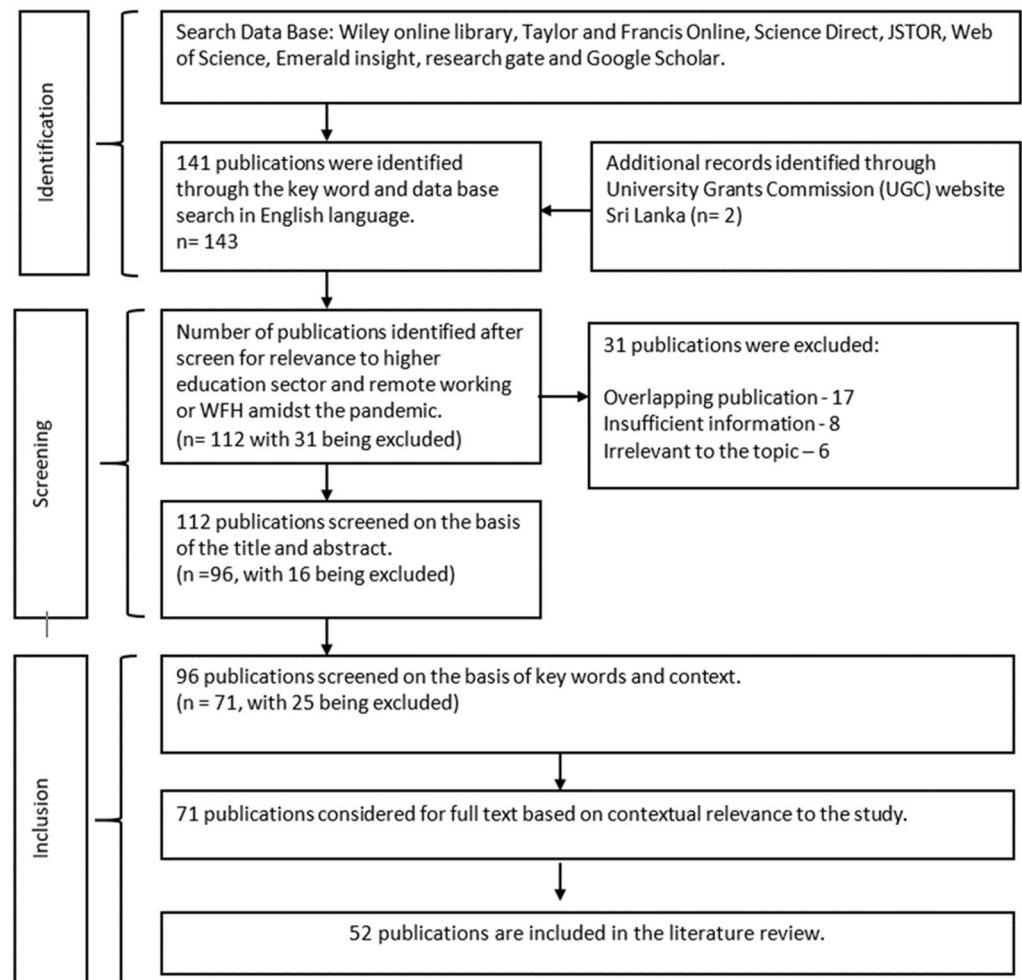 Identification
Search Data Base: Wiley online library, Taylor and Francis Online, Science Direct, JSTOR, Web
of Science, Emerald insight, research gate and Google Scholar.
141 publications were identified
through the key word and data base
search in English language.
n= 143
Additional records identified through
University Grants Commission (UGC) website
Sri Lanka (n= 2)
Screening
Number of publications identified after
screen for relevance to higher
education sector and remote working
or WFH amidst the pandemic.
(n= 112 with 31 being excluded)
31 publications were excluded:
Overlapping publication - 17
Insufficient information - 8
Irrelevant to the topic – 6
112 publications screened on the basis
of the title and abstract.
(n =96, with 16 being excluded)
Inclusion
96 publications screened on the basis of key words and context.
(n = 71, with 25 being excluded)
71 publications considered for full text based on contextual relevance to the study.
52 publications are included in the literature review.